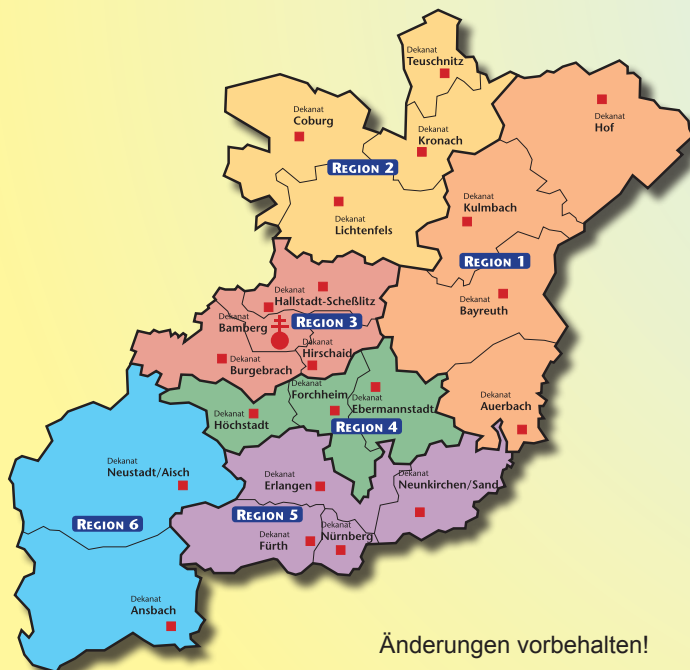 Dekanat
Teuschnitz
Dekanat
Coburg
Dekanat
Kronach
Dekanat
Hof
REGION 2
Dekanat
Lichtenfels
Dekanat
Kulmbach
REGION 1
Dekanat
Bayreuth
Dekanat
Hallstadt-Scheßlitz
Dekanat
Bamberg
REGION 3
Dekanat
Hirschaid
Dekanat
Burgebrach
Dekanat
Forchheim
Dekanat
Ebermannstadt
Dekanat
Auerbach
Dekanat
Höchstadt
REGION 4
Dekanat
Neustadt/Aisch
Dekanat
Erlangen
Dekanat
Neunkirchen/Sand
REGION 6
REGION 5
Dekanat
Fürth
Dekanat
Nürnberg
Dekanat
Ansbach
Änderungen vorbehalten!